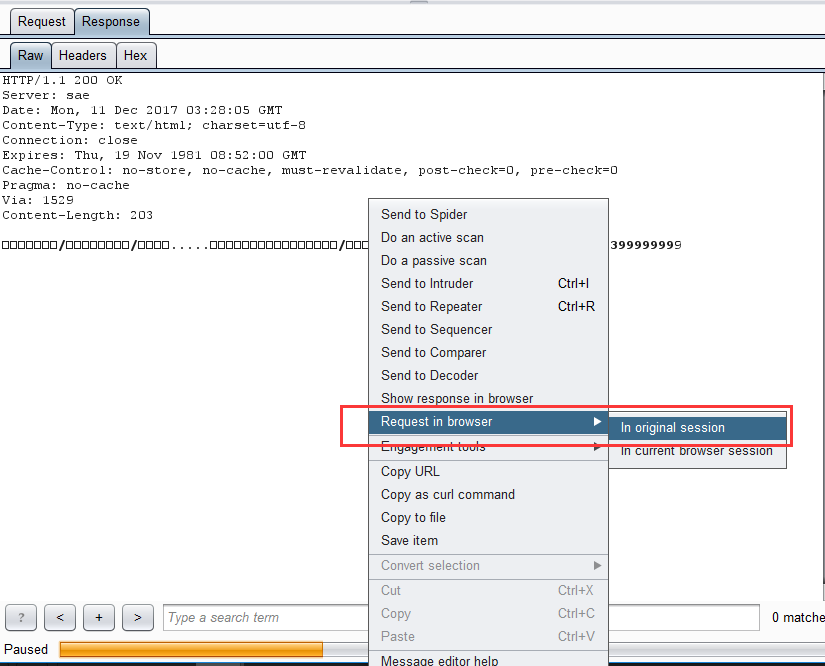 Request Response
Raw Headers Hex
HTTP/1.1 200 OK
Server: sae
Date: Mon, 11 Dec 2017 03:28:05 GMT
Content-Type: text/html; charset=utf-8
Connection: close
Expires: Thu, 19 Nov 1981 08:52:00 GMT
Cache-Control: no-store, no-cache, must-revalidate, post-check=0, pre-check=0
Pragma: no-cache
Via: 1529
Content-Length: 203
□□□□□□□/□□□□□□□□/□□□□.....□□□□□□□□□□□□□□□□/□□□ 3999999999
Send to Spider
Do an active scan
Do a passive scan
Send to Intruder Ctrl+I
Send to Repeater Ctrl+R
Send to Sequencer
Send to Comparer
Send to Decoder
Show response in browser
Request in browser
In original session
Engagement tools
In current browser session
Copy URL
Copy as curl command
Copy to file
Save item
Convert selection
Cut Ctrl+X
Copy Ctrl+C
Paste Ctrl+V
Message editor help
? < + > Type a search term 0 matche
Paused